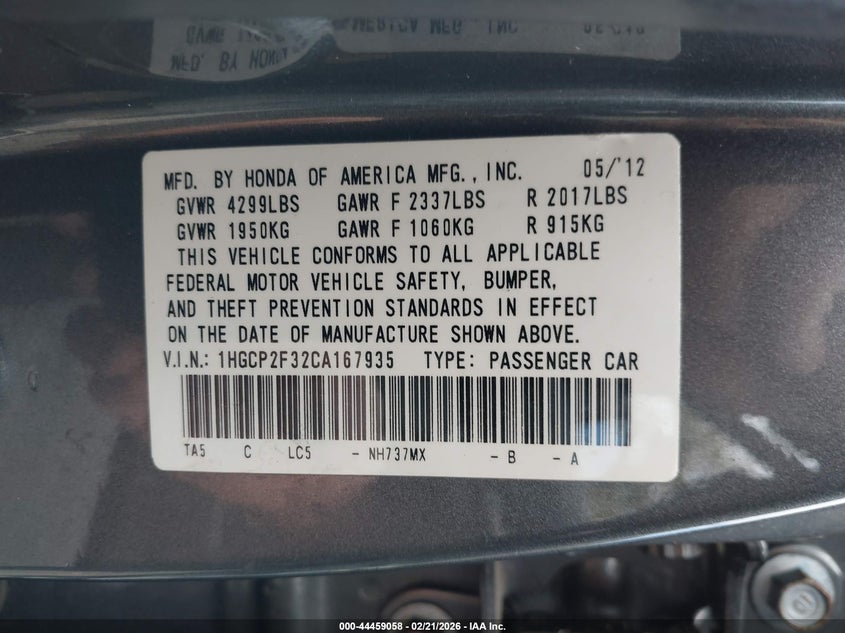 MFD. BY HONDA OF AMERICA MFG., INC. 05/'12
GVWR 4299LBS GAWR F 2337LBS R 2017LBS
GVWR 1950KG GAWR F 1060KG R 915KG
THIS VEHICLE CONFORMS TO ALL APPLICABLE
FEDERAL MOTOR VEHICLE SAFETY, BUMPER,
AND THEFT PREVENTION STANDARDS IN EFFECT
ON THE DATE OF MANUFACTURE SHOWN ABOVE.
V.I.N.: 1HGCP2F32CA167935 TYPE: PASSENGER CAR
TA5 C LC5 - NH737MX - B - A
000-44459058 - 02/21/2026 - IAA Inc.